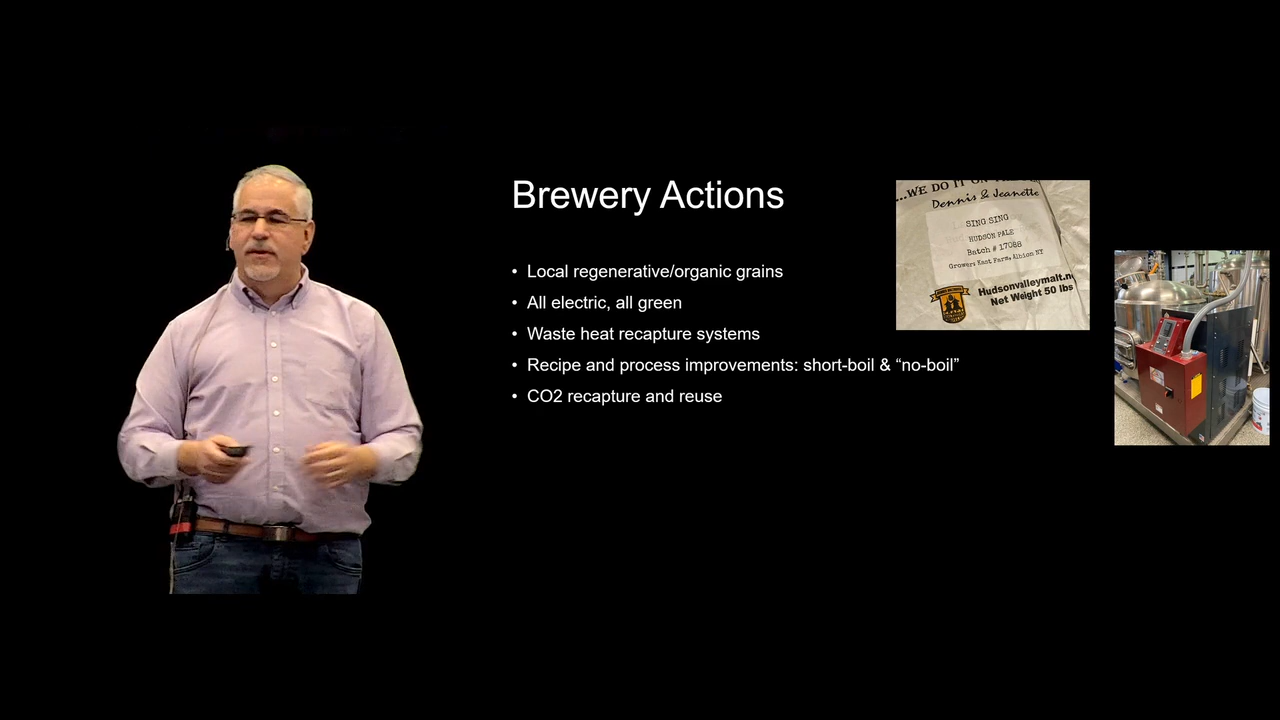 Brewery Actions
• Local regenerative/organic grains
• All electric, all green
• Waste heat recapture systems
• Recipe and process improvements: short-boil & “no-boil”
• CO2 recapture and reuse
...WE DO IT ON
Dennis & Jeanette
SING SING
HUDSON PALE
Batch # 17088
Grower: East Farm, Albion NY
Hudsonvalleymalt.n
Net Weight 50 lbs